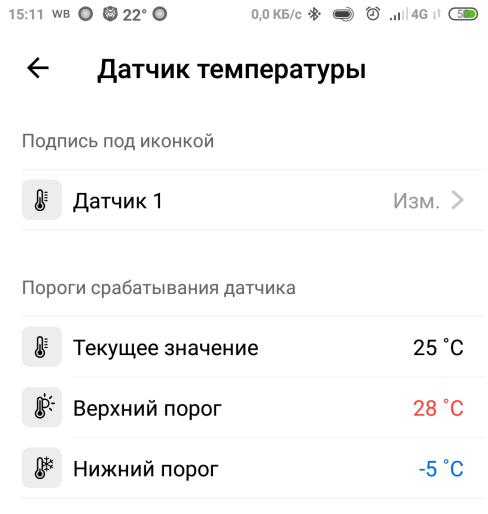 15:11 WB 22° 0,0 КБ/с 4G
Датчик температуры
Подпись под иконкой
Датчик 1 Изм.
Пороги срабатывания датчика
Текущее значение 25 ˚C
Верхний порог 28 ˚C
Нижний порог -5 ˚C